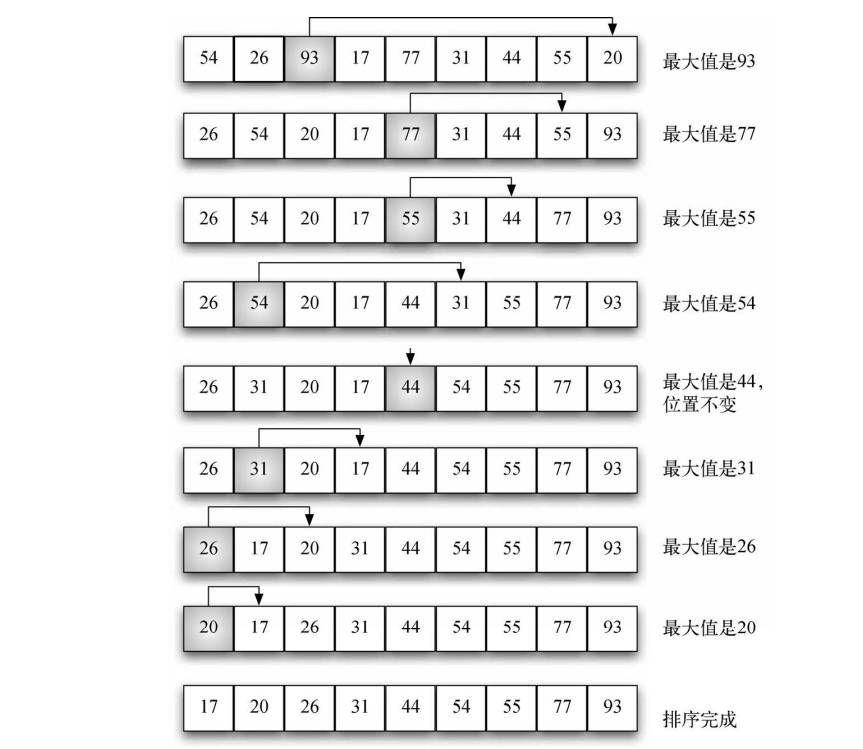 54 26 93 17 77 31 44 55 20 最大值是93
26 54 20 17 77 31 44 55 93 最大值是77
26 54 20 17 55 31 44 77 93 最大值是55
26 54 20 17 44 31 55 77 93 最大值是54
26 31 20 17 44 54 55 77 93 最大值是44,
位置不变
26 31 20 17 44 54 55 77 93 最大值是31
26 17 20 31 44 54 55 77 93 最大值是26
20 17 26 31 44 54 55 77 93 最大值是20
17 20 26 31 44 54 55 77 93 排序完成